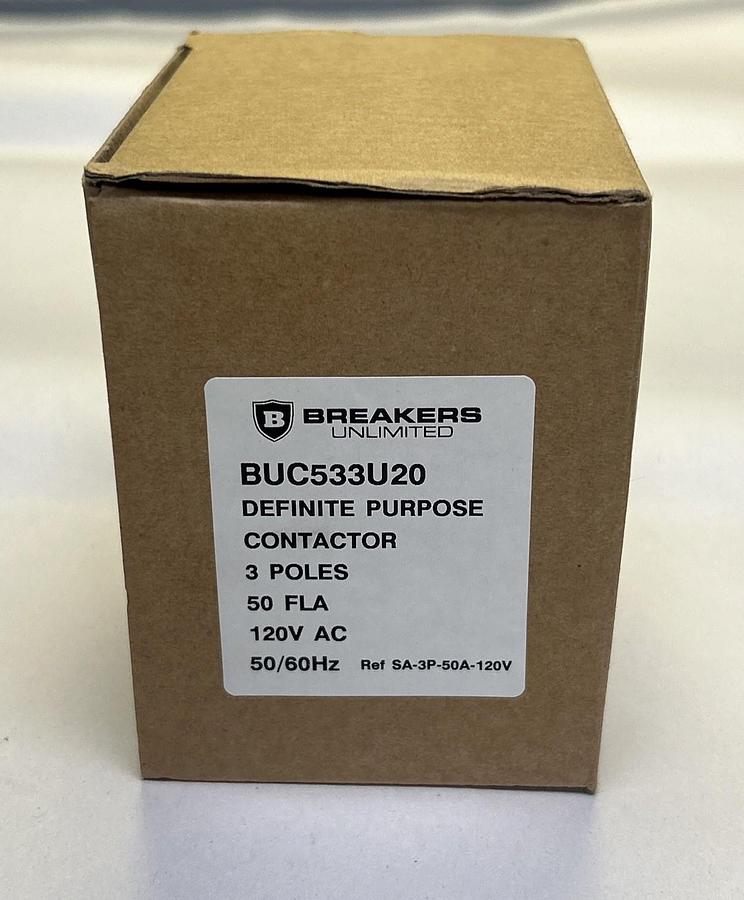 B BREAKERS
UNLIMITED
BUC533U20
DEFINITE PURPOSE
CONTACTOR
3 POLES
50 FLA
120V AC
50/60Hz Ref SA-3P-50A-120V